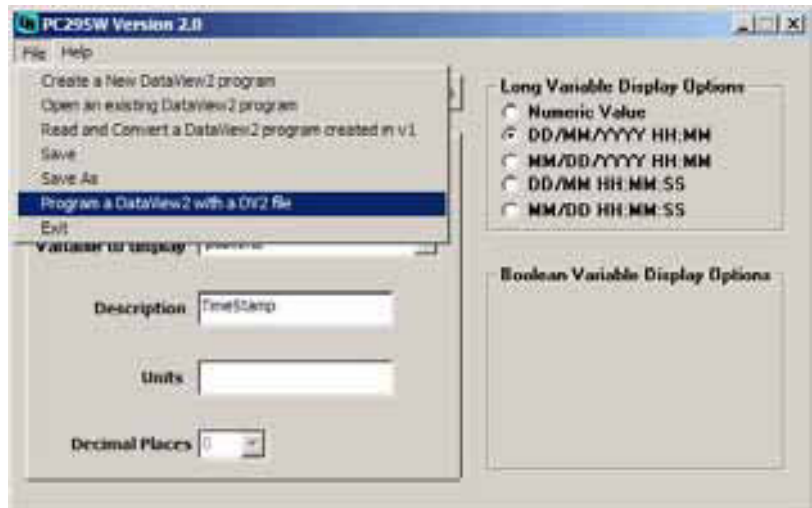 PC295W Version 2.0
File Help
Create a New DataView2 program
Open an existing DataView2 program
Read and Convert a DataView2 program created in v1
Save
Save As
Program a DataView2 with a DV2 file
Exit
Variable to display
Description TimeStamp
Units
Decimal Places 0
Long Variable Display Options
Numeric Value
DD/MM/YYYY HH:MM
MM/DD/YYYY HH:MM
DD/MM HH:MM:SS
MM/DD HH:MM:SS
Boolean Variable Display Options